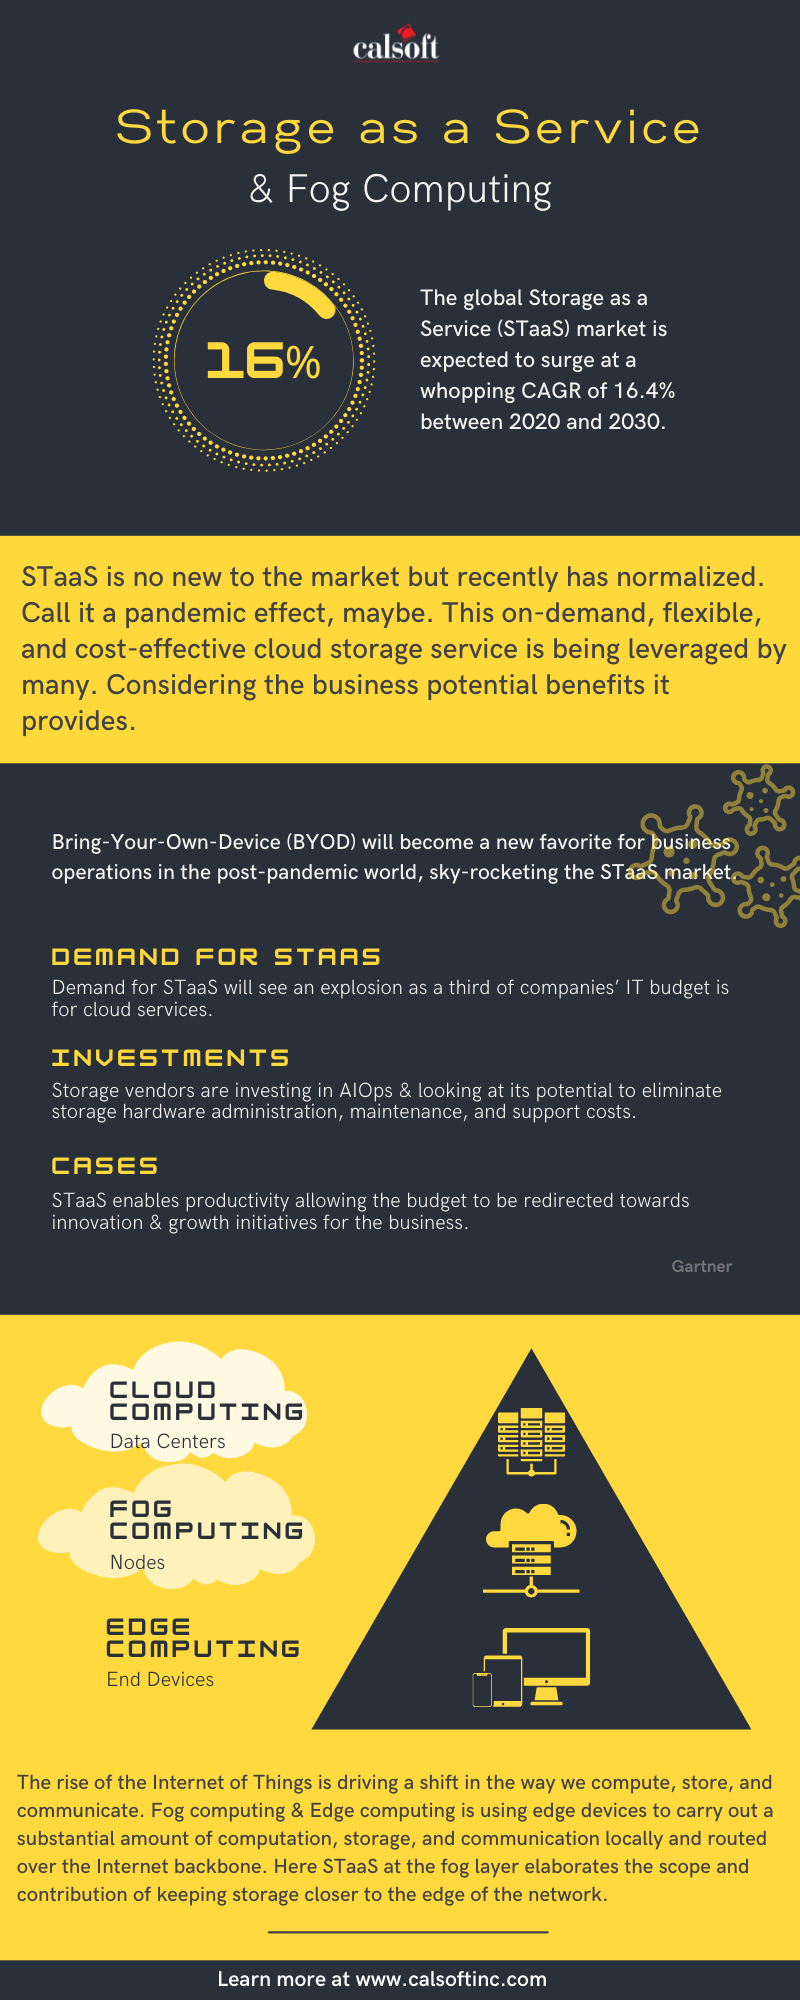 calsoft
Storage as a Service
& Fog Computing
16%
The global Storage as a
Service (STaaS) market is
expected to surge at a
whopping CAGR of 16.4%
between 2020 and 2030.
STaaS is no new to the market but recently has normalized.
Call it a pandemic effect, maybe. This on-demand, flexible,
and cost-effective cloud storage service is being leveraged by
many. Considering the business potential benefits it
provides.
Bring-Your-Own-Device (BYOD) will become a new favorite for business
operations in the post-pandemic world, sky-rocketing the STaaS market.
DEMAND FOR STAAS
Demand for STaaS will see an explosion as a third of companies’ IT budget is
for cloud services.
INVESTMENTS
Storage vendors are investing in AIOps & looking at its potential to eliminate
storage hardware administration, maintenance, and support costs.
CASES
STaaS enables productivity allowing the budget to be redirected towards
innovation & growth initiatives for the business.
Gartner
CLOUD
COMPUTING
Data Centers
FOG
COMPUTING
Nodes
EDGE
COMPUTING
End Devices
The rise of the Internet of Things is driving a shift in the way we compute, store, and
communicate. Fog computing & Edge computing is using edge devices to carry out a
substantial amount of computation, storage, and communication locally and routed
over the Internet backbone. Here STaaS at the fog layer elaborates the scope and
contribution of keeping storage closer to the edge of the network.
Learn more at www.calsoftinc.com